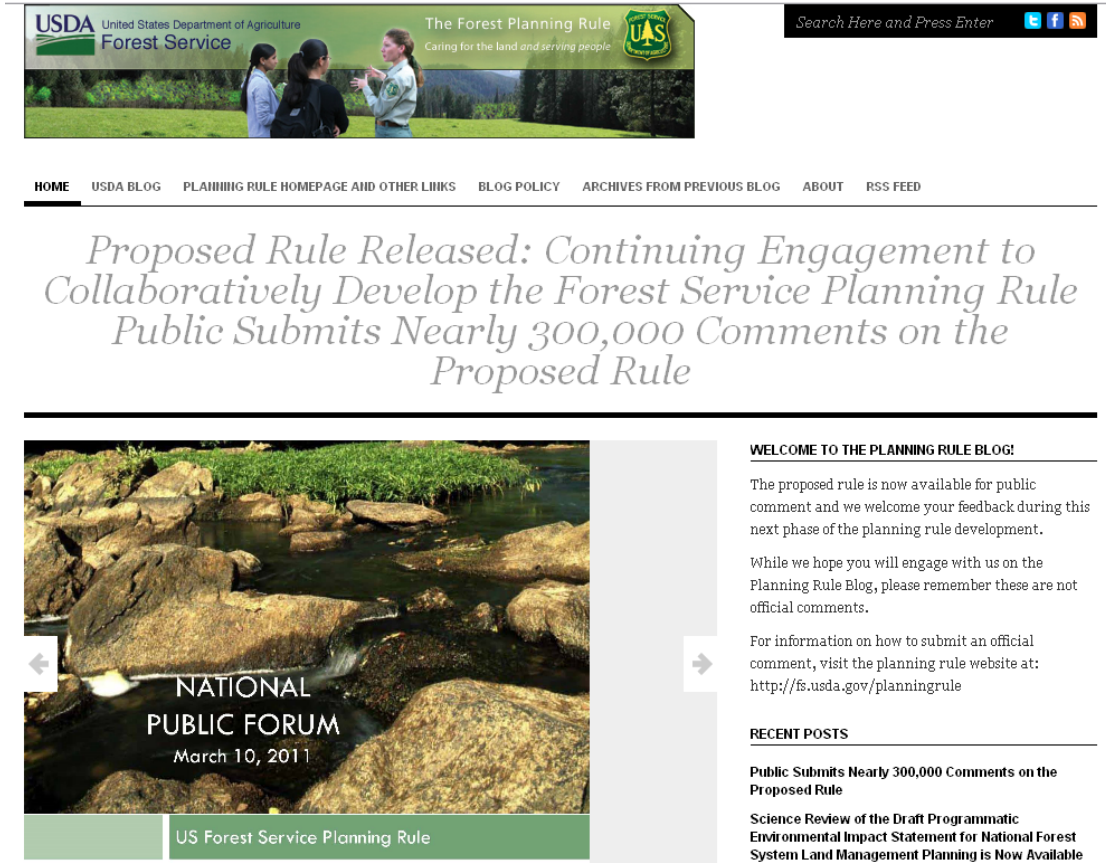 USDA United States Department of Agriculture
Forest Service
The Forest Planning Rule
Caring for the land and serving people
FOREST SERVICE
UAS
Search Here and Press Enter
HOME USDA BLOG PLANNING RULE HOMEPAGE AND OTHER LINKS BLOG POLICY ARCHIVES FROM PREVIOUS BLOG ABOUT RSS FEED
Proposed Rule Released: Continuing Engagement to
Collaboratively Develop the Forest Service Planning Rule
Public Submits Nearly 300,000 Comments on the
Proposed Rule
NATIONAL
PUBLIC FORUM
March 10, 2011
US Forest Service Planning Rule
WELCOME TO THE PLANNING RULE BLOG!
The proposed rule is now available for public
comment and we welcome your feedback during this
next phase of the planning rule development.
While we hope you will engage with us on the
Planning Rule Blog, please remember these are not
official comments.
For information on how to submit an official
comment, visit the planning rule website at:
http://fs.usda.gov/planningrule
RECENT POSTS
Public Submits Nearly 300,000 Comments on the
Proposed Rule
Science Review of the Draft Programmatic
Environmental Impact Statement for National Forest
System Land Management Planning is Now Available